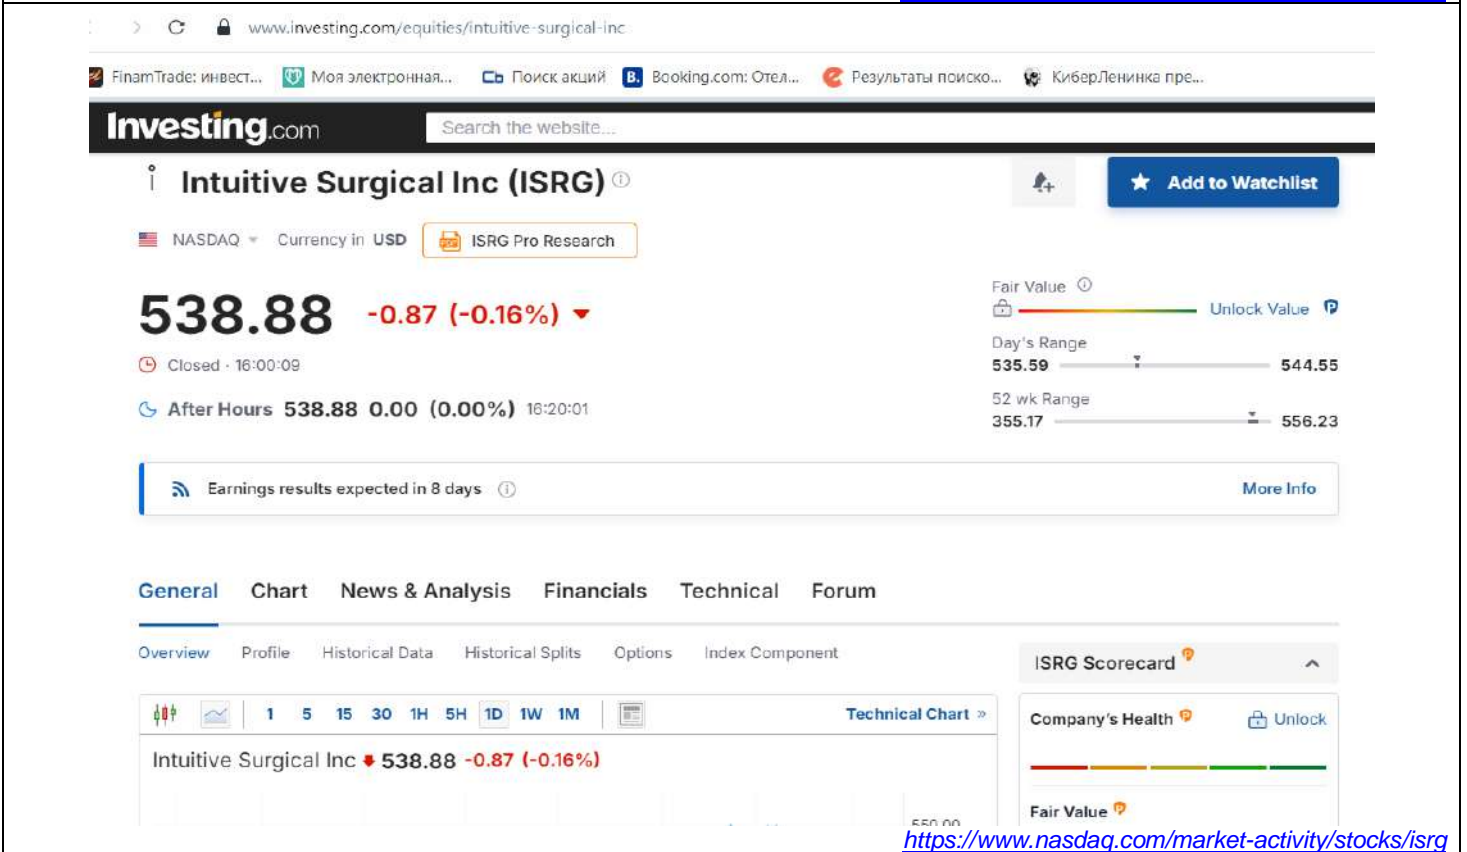 www.investing.com/equities/intuitive-surgical-inc
FinamTrade: инвест... Моя электронная... Поиск акций B. Booking.com: Отел... Результаты поиско... КиберЛенинка пре...
Investing.com Search the website...
Intuitive Surgical Inc (ISRG)
Add to Watchlist
NASDAQ Currency in USD ISRG Pro Research
538.88 -0.87 (-0.16%)
Fair Value
Unlock Value
Closed · 16:00:09
Day's Range
535.59 544.55
After Hours 538.88 0.00 (0.00%) 16:20:01
52 wk Range
355.17 556.23
Earnings results expected in 8 days More Info
General Chart News & Analysis Financials Technical Forum
Overview Profile Historical Data Historical Splits Options Index Component
ISRG Scorecard
1 5 15 30 1H 5H 1D 1W 1M Technical Chart »
Company's Health Unlock
Intuitive Surgical Inc 538.88 -0.87 (-0.16%)
Fair Value
550.00
https://www.nasdaq.com/market-activity/stocks/isrg